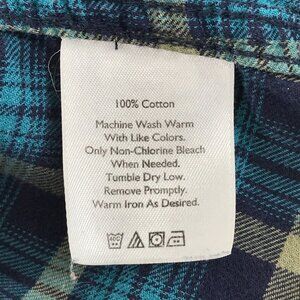 100% Cotton
Machine Wash Warm
With Like Colors.
Only Non-Chlorine Bleach
When Needed.
Tumble Dry Low.
Remove Promptly.
Warm Iron As Desired.